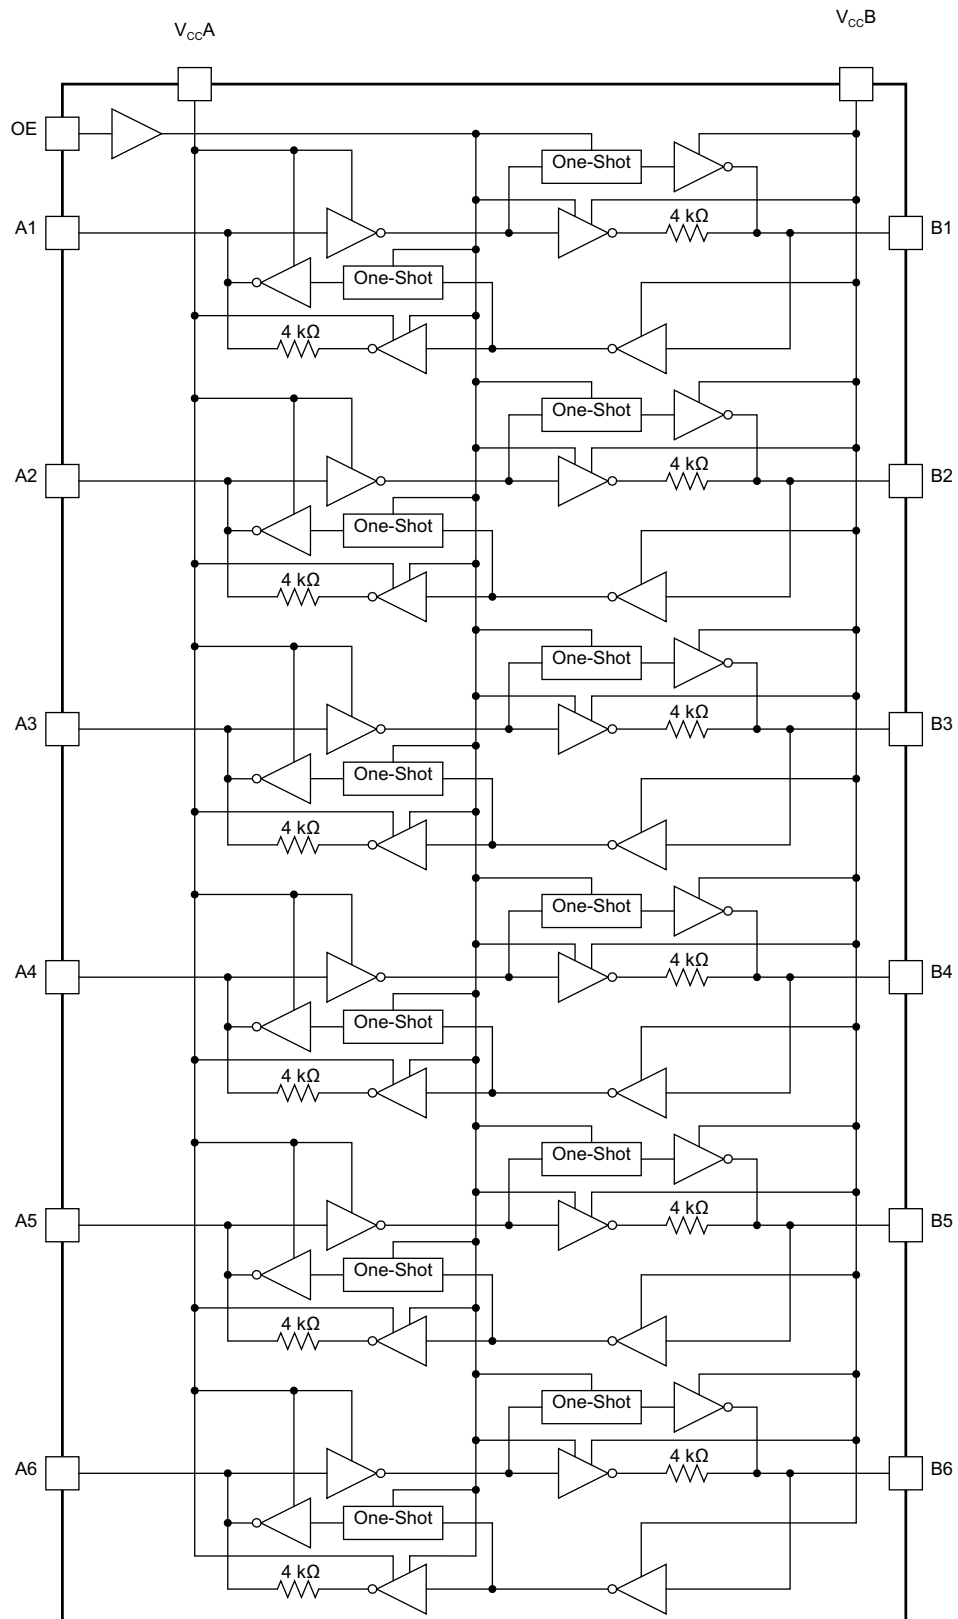 VCCA
VCCB
OE
One-Shot
A1
4 kΩ
B1
One-Shot
4 kΩ
One-Shot
A2
4 kΩ
B2
One-Shot
4 kΩ
One-Shot
A3
4 kΩ
B3
One-Shot
4 kΩ
One-Shot
A4
4 kΩ
B4
One-Shot
4 kΩ
One-Shot
A5
4 kΩ
B5
One-Shot
4 kΩ
One-Shot
A6
4 kΩ
B6
One-Shot
4 kΩ